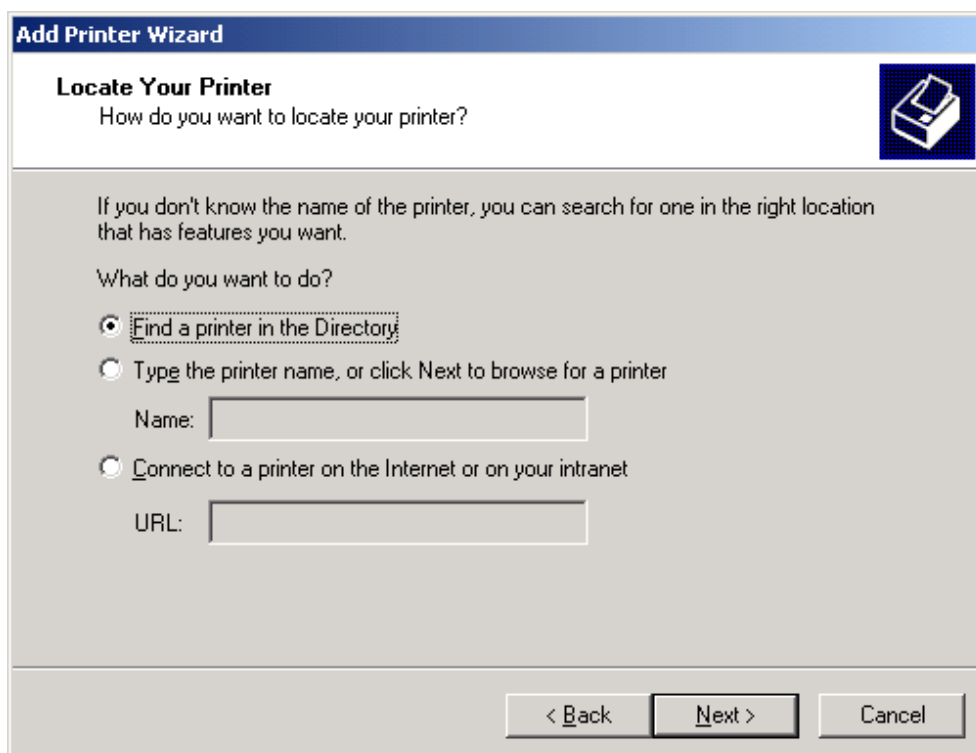 Add Printer Wizard
Locate Your Printer
How do you want to locate your printer?
If you don't know the name of the printer, you can search for one in the right location
that has features you want.
What do you want to do?
Find a printer in the Directory
Type the printer name, or click Next to browse for a printer
Name:
Connect to a printer on the Internet or on your intranet
URL:
< Back Next > Cancel